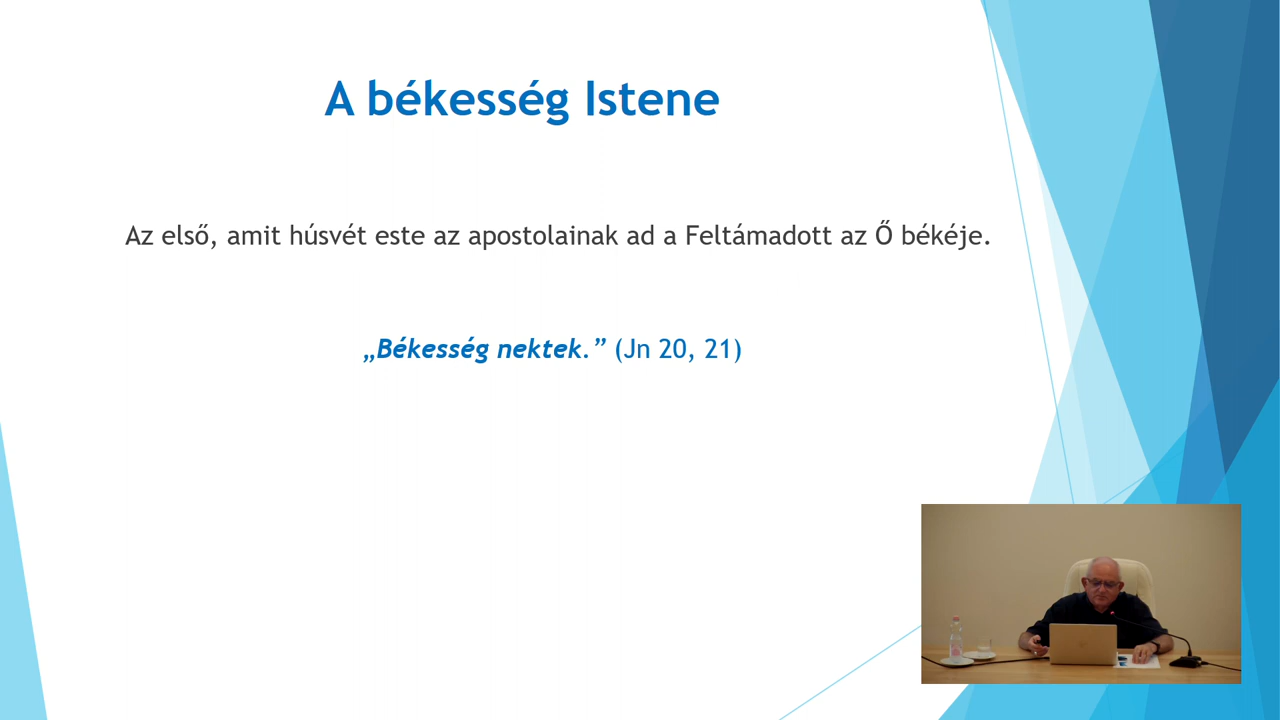 A békesség Istene
Az első, amit húsvét este az apostolainak ad a Feltámadott az Ő békéje.
„Békesség nektek.” (Jn 20, 21)